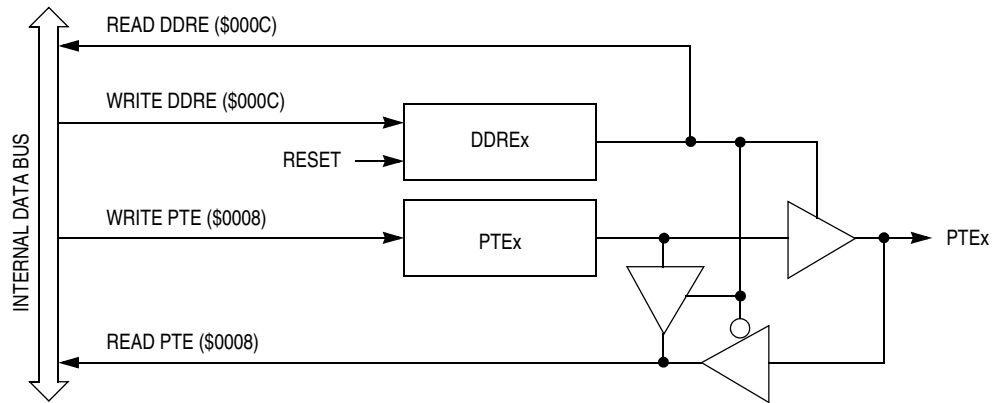 READ DDRE ($000C)
WRITE DDRE ($000C)
DDREx
RESET
INTERNAL DATA BUS
WRITE PTE ($0008)
PTEx
PTEx
READ PTE ($0008)